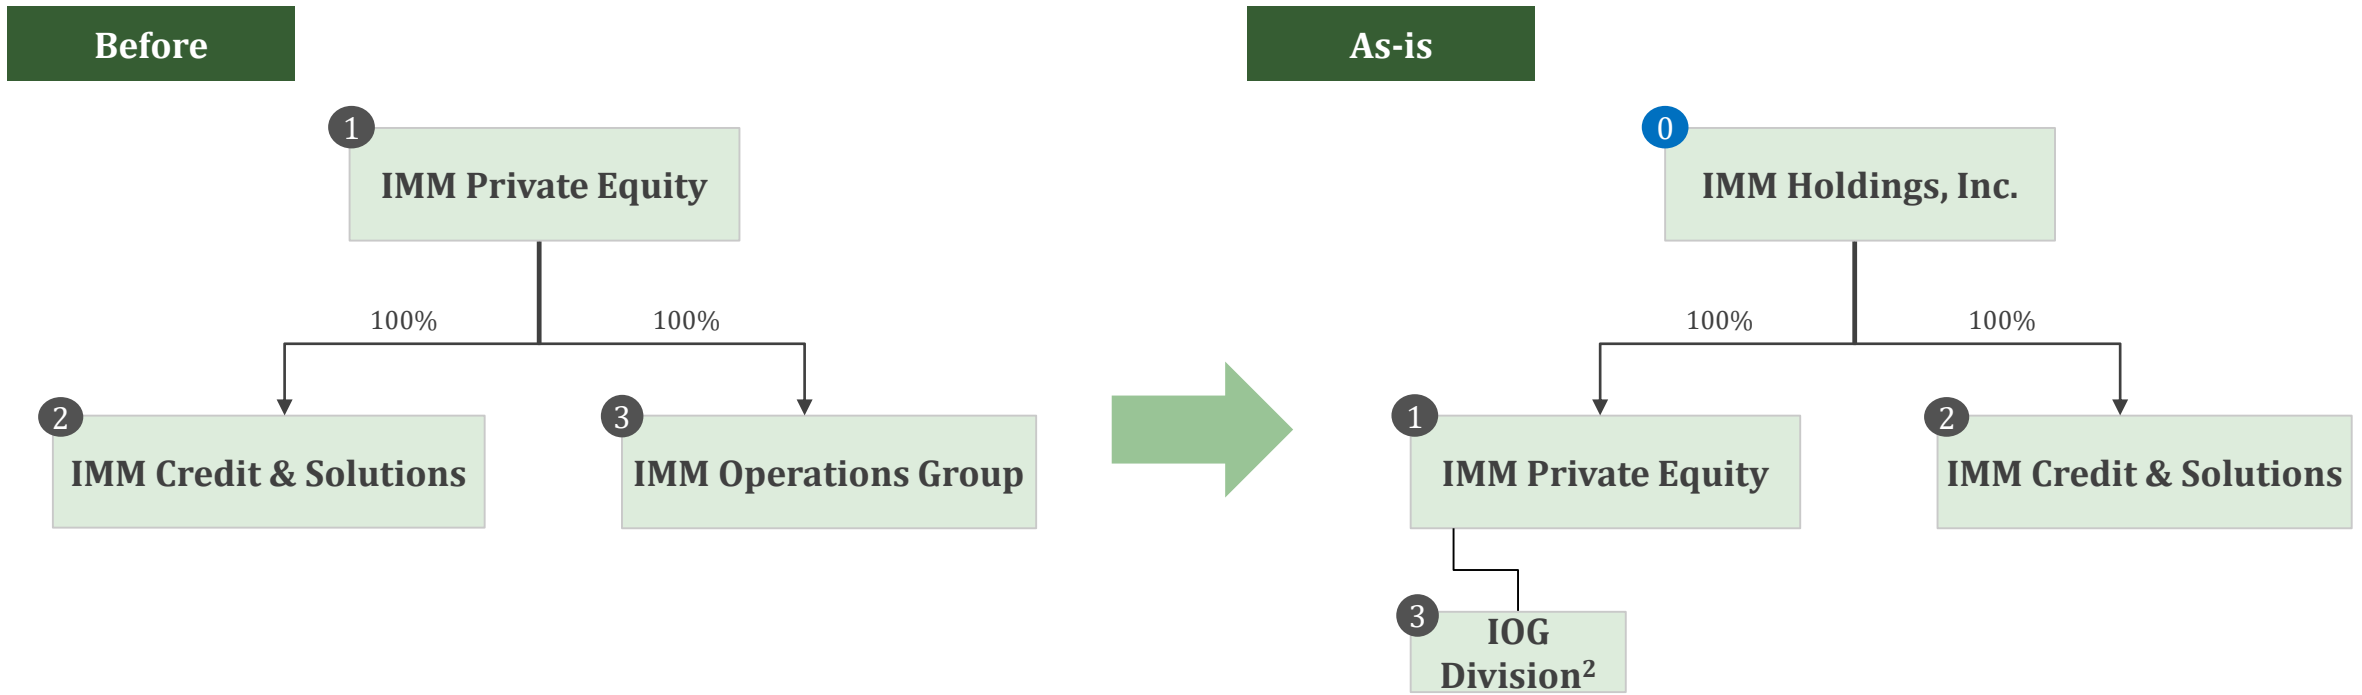 Before
1
IMM Private Equity
100%
100%
2
IMM Credit & Solutions
3
IMM Operations Group
As-is
0
IMM Holdings, Inc.
100%
100%
1
IMM Private Equity
2
IMM Credit & Solutions
3
IOG
Division²